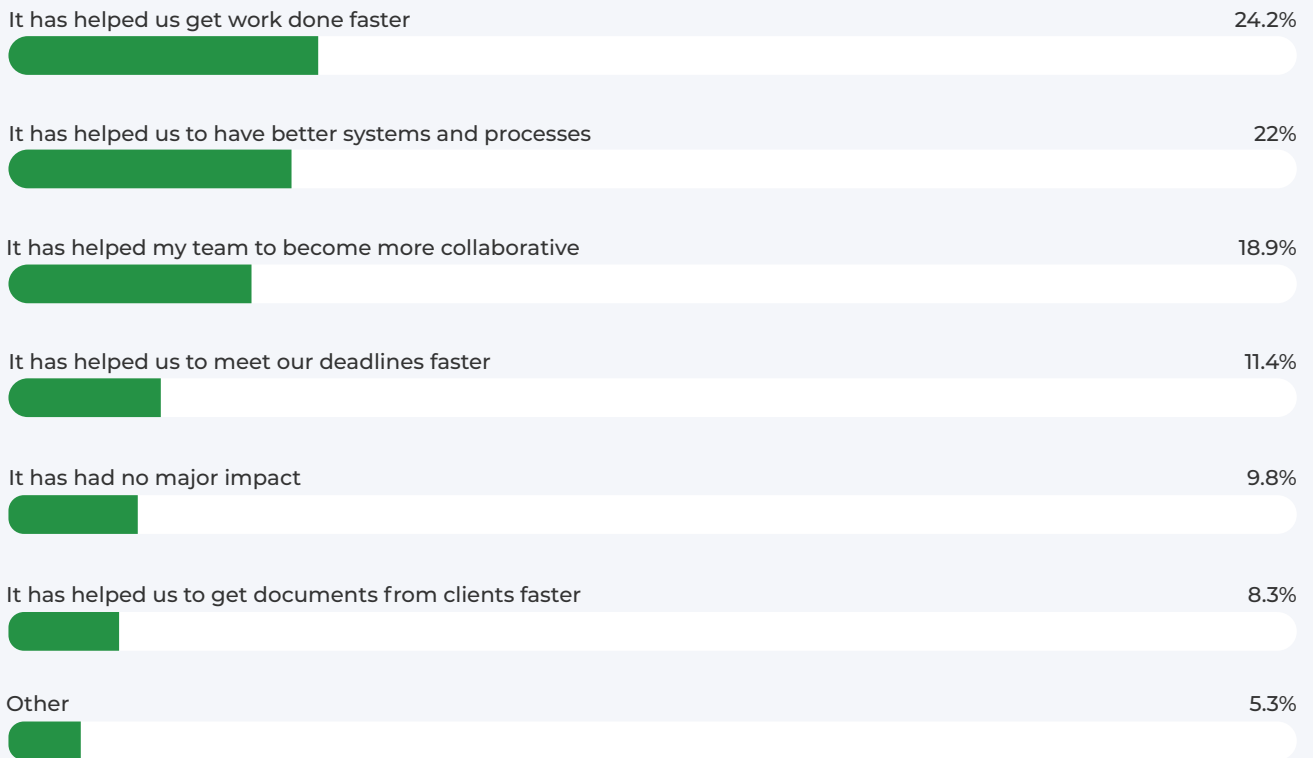 It has helped us get work done faster 24.2%
It has helped us to have better systems and processes 22%
It has helped my team to become more collaborative 18.9%
It has helped us to meet our deadlines faster 11.4%
It has had no major impact 9.8%
It has helped us to get documents from clients faster 8.3%
Other 5.3%